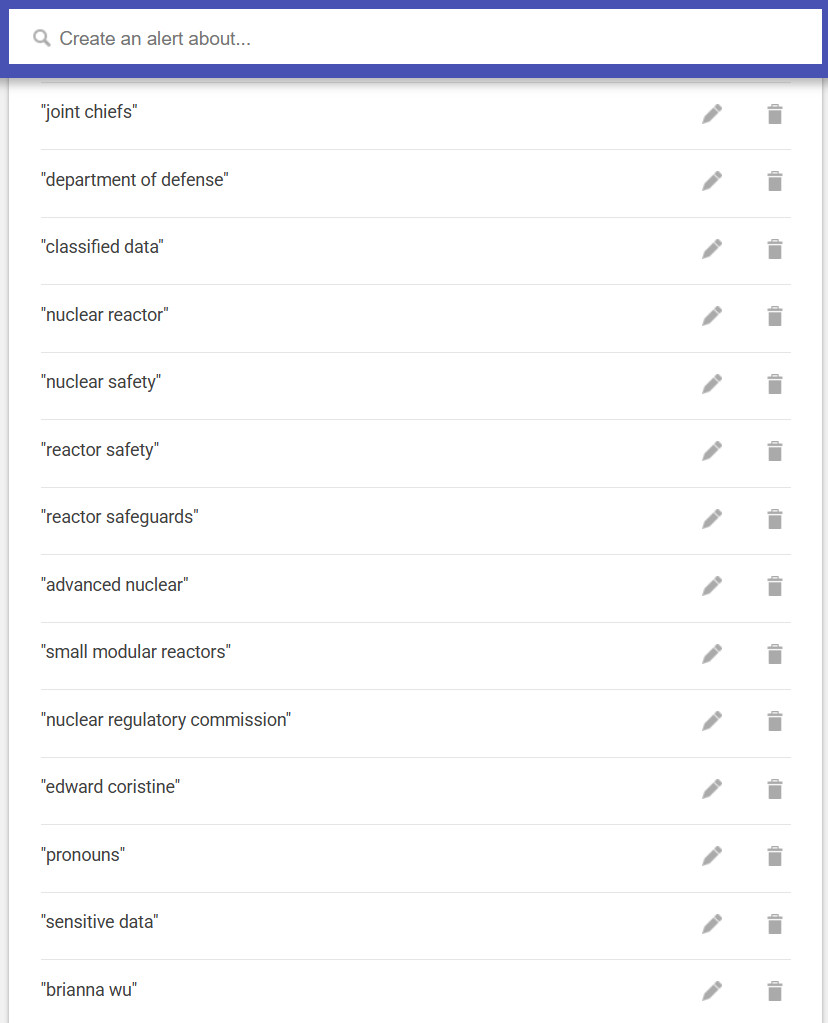 Create an alert about...
"joint chiefs"
"department of defense"
"classified data"
"nuclear reactor"
"nuclear safety"
"reactor safety"
"reactor safeguards"
"advanced nuclear"
"small modular reactors"
"nuclear regulatory commission"
"edward coristine"
"pronouns"
"sensitive data"
"brianna wu"